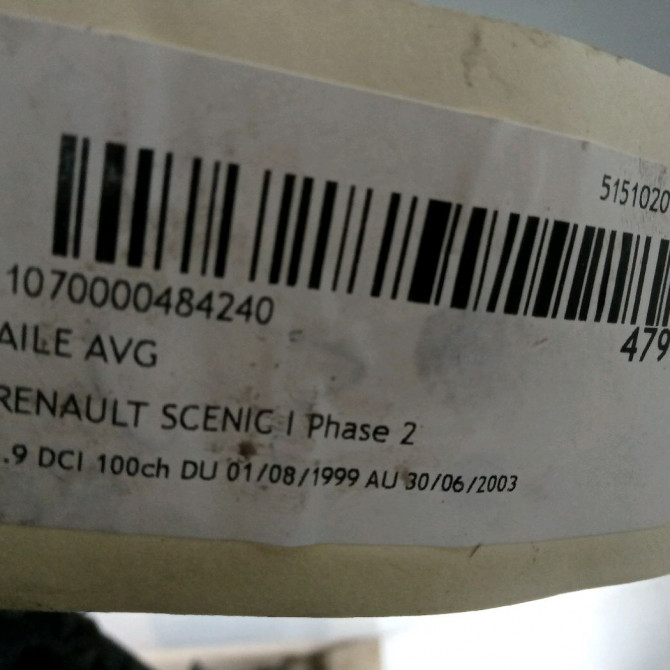 5151020
1070000484240
479
AILE AVG
RENAULT SCENIC I Phase 2
.9 DCI 100ch DU 01/08/1999 AU 30/06/2003